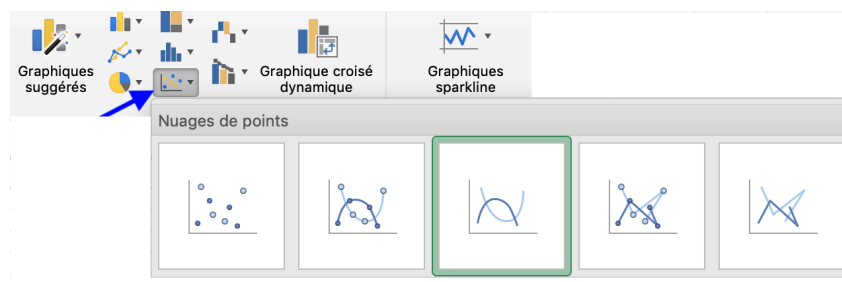 Graphiques
suggérés
Graphique croisé
dynamique
Graphiques
sparkline
Nuages de points